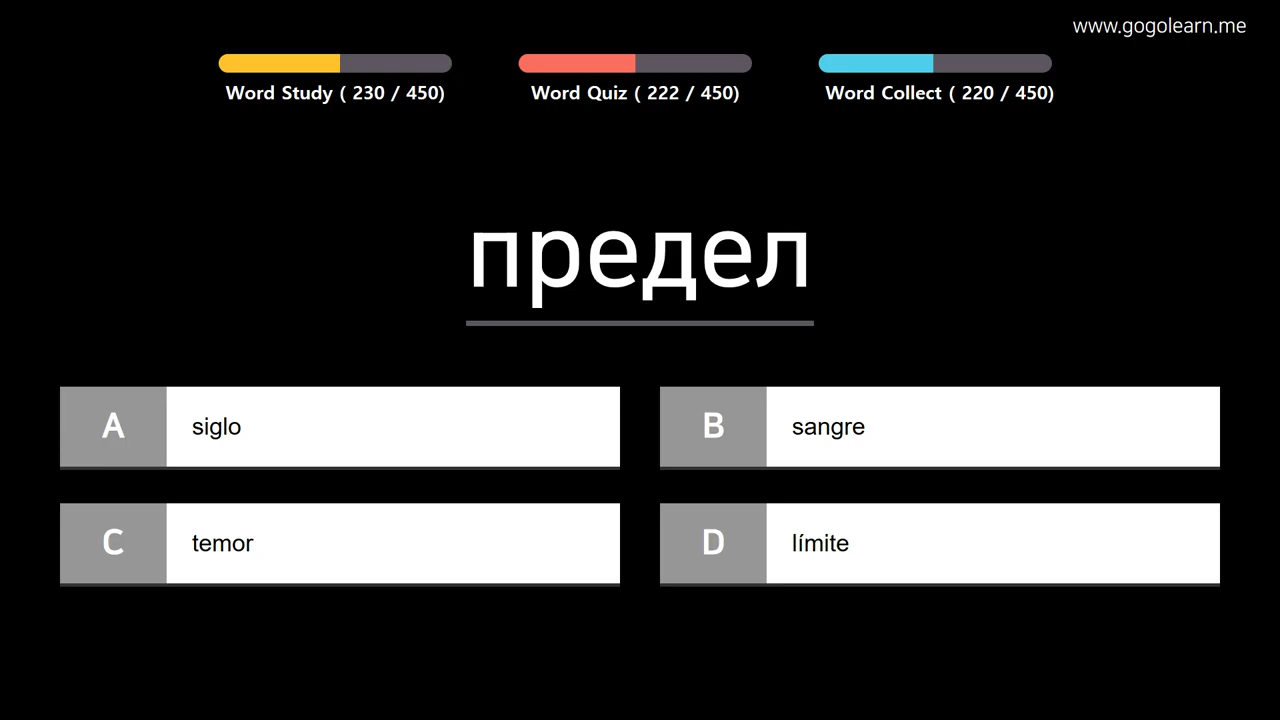 www.gogolearn.me
Word Study ( 230 / 450)
Word Quiz ( 222 / 450)
Word Collect ( 220 / 450)
предел
A siglo
B sangre
C temor
D límite